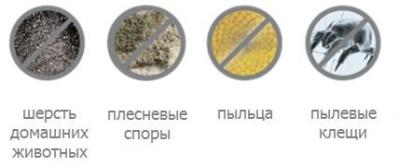 шерсть
домашних
животных
плесневые
споры
пыльца
пылевые
клещи